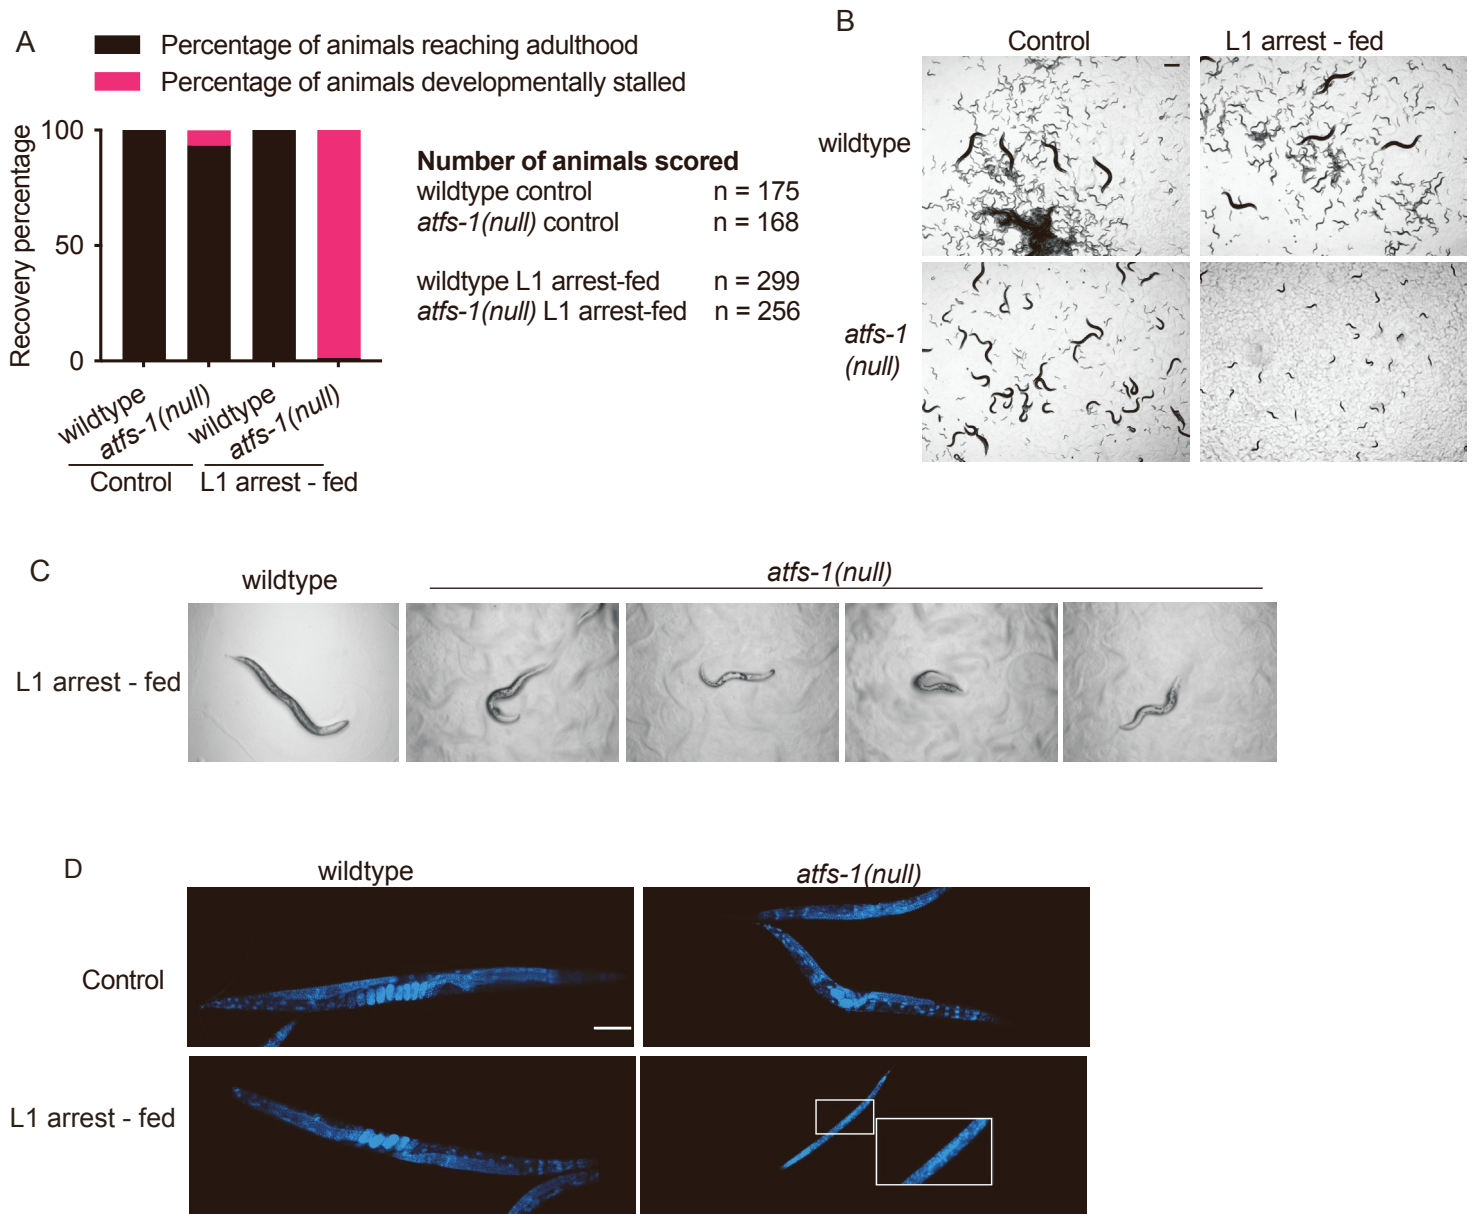 A
Percentage of animals reaching adulthood
Percentage of animals developmentally stalled
Recovery percentage
100
50
0
wildtype
atfs-1(null)
wildtype
atfs-1(null)
Control
L1 arrest - fed
Number of animals scored
wildtype control n = 175
atfs-1(null) control n = 168
wildtype L1 arrest-fed n = 299
atfs-1(null) L1 arrest-fed n = 256
B
Control
L1 arrest - fed
wildtype
atfs-1
(null)
C
wildtype
atfs-1(null)
L1 arrest - fed
D
wildtype
atfs-1(null)
Control
L1 arrest - fed